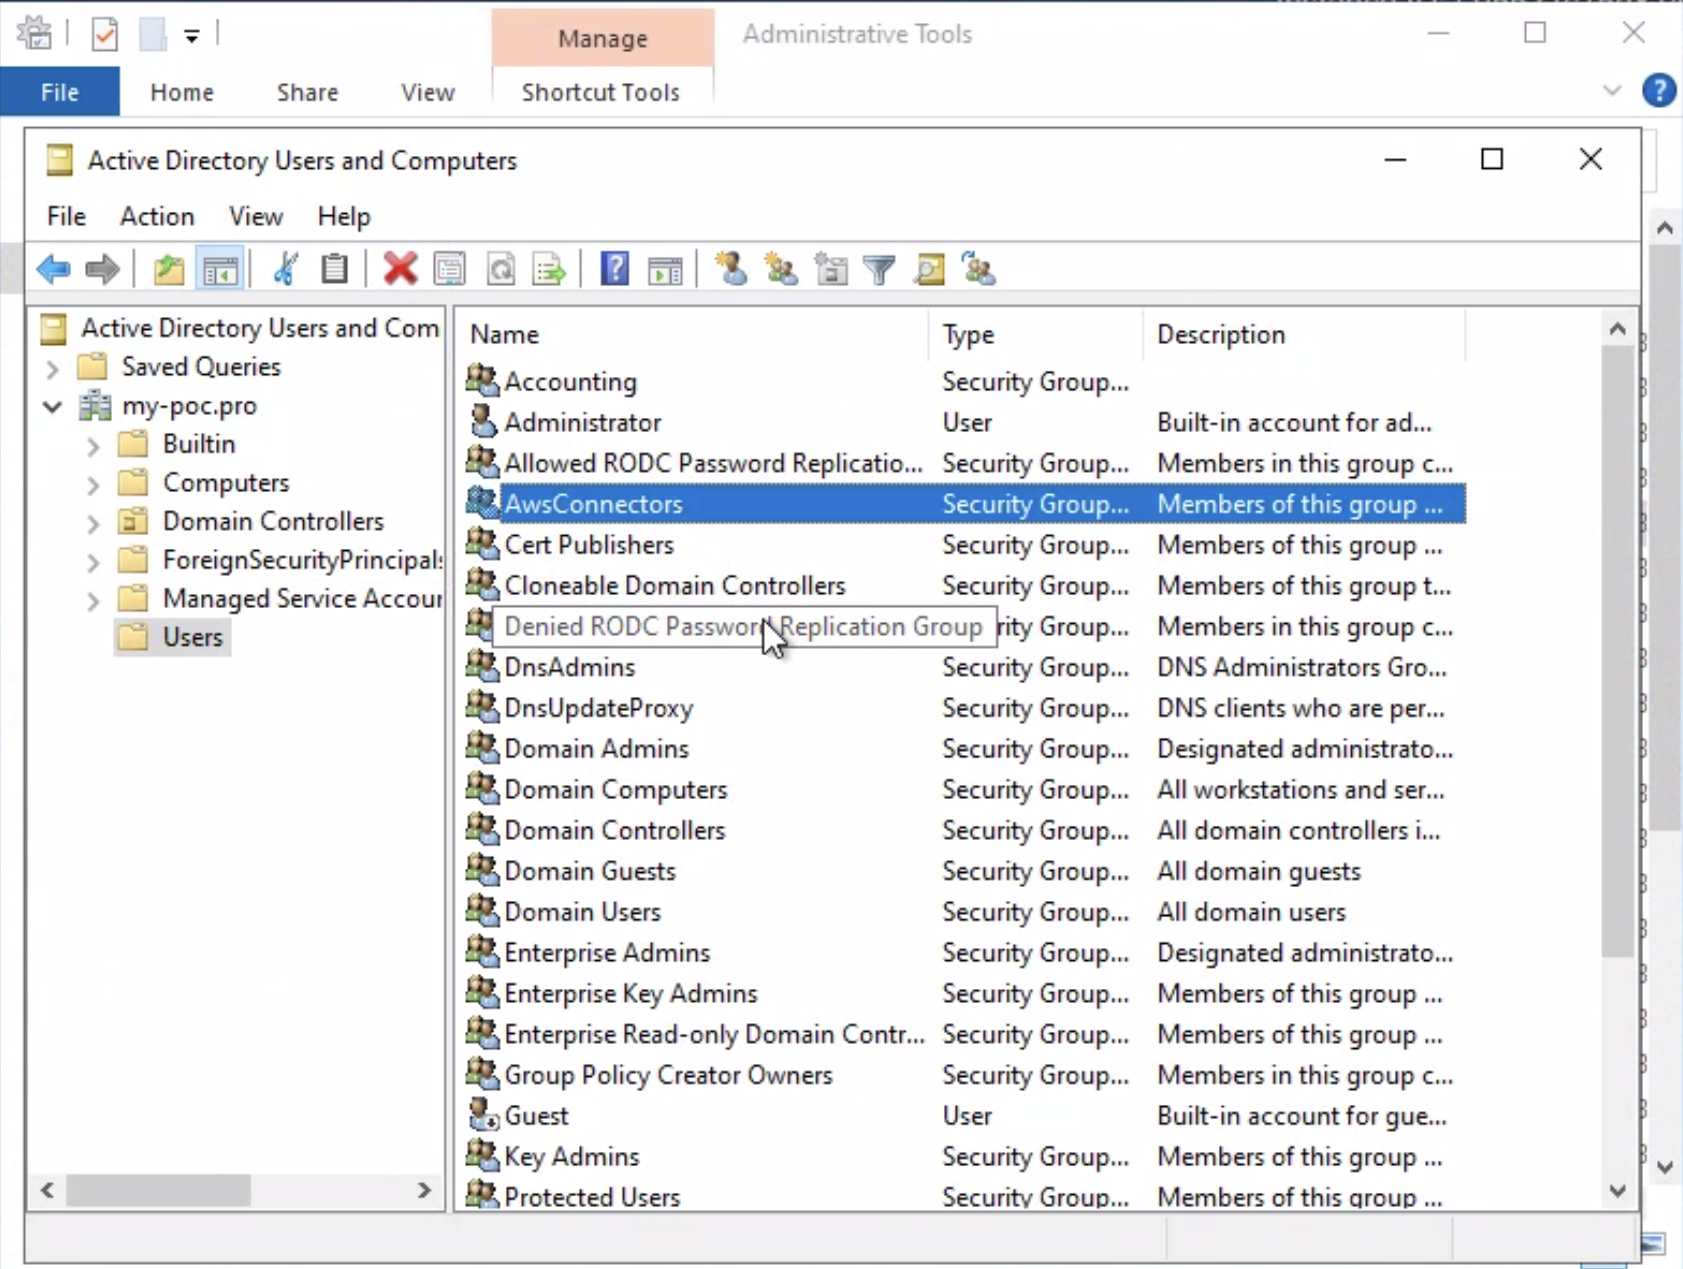 Manage
Administrative Tools
File Home Share View Shortcut Tools
Active Directory Users and Computers
File Action View Help
Active Directory Users and Com
Saved Queries
my-poc.pro
Builtin
Computers
Domain Controllers
ForeignSecurityPrincipals
Managed Service Accour
Users
Name Type Description
Accounting Security Group...
Administrator User Built-in account for ad...
Allowed RODC Password Replicatio... Security Group... Members in this group c...
AwsConnectors Security Group... Members of this group ...
Cert Publishers Security Group... Members of this group ...
Cloneable Domain Controllers Security Group... Members of this group t...
Denied RODC Password Replication Group rity Group... Members in this group c...
DnsAdmins Security Group... DNS Administrators Gro...
DnsUpdateProxy Security Group... DNS clients who are per...
Domain Admins Security Group... Designated administrato...
Domain Computers Security Group... All workstations and ser...
Domain Controllers Security Group... All domain controllers i...
Domain Guests Security Group... All domain guests
Domain Users Security Group... All domain users
Enterprise Admins Security Group... Designated administrato...
Enterprise Key Admins Security Group... Members of this group ...
Enterprise Read-only Domain Contr... Security Group... Members of this group ...
Group Policy Creator Owners Security Group... Members in this group c...
Guest User Built-in account for gue...
Key Admins Security Group... Members of this group ...
Protected Users Security Group... Members of this group ...